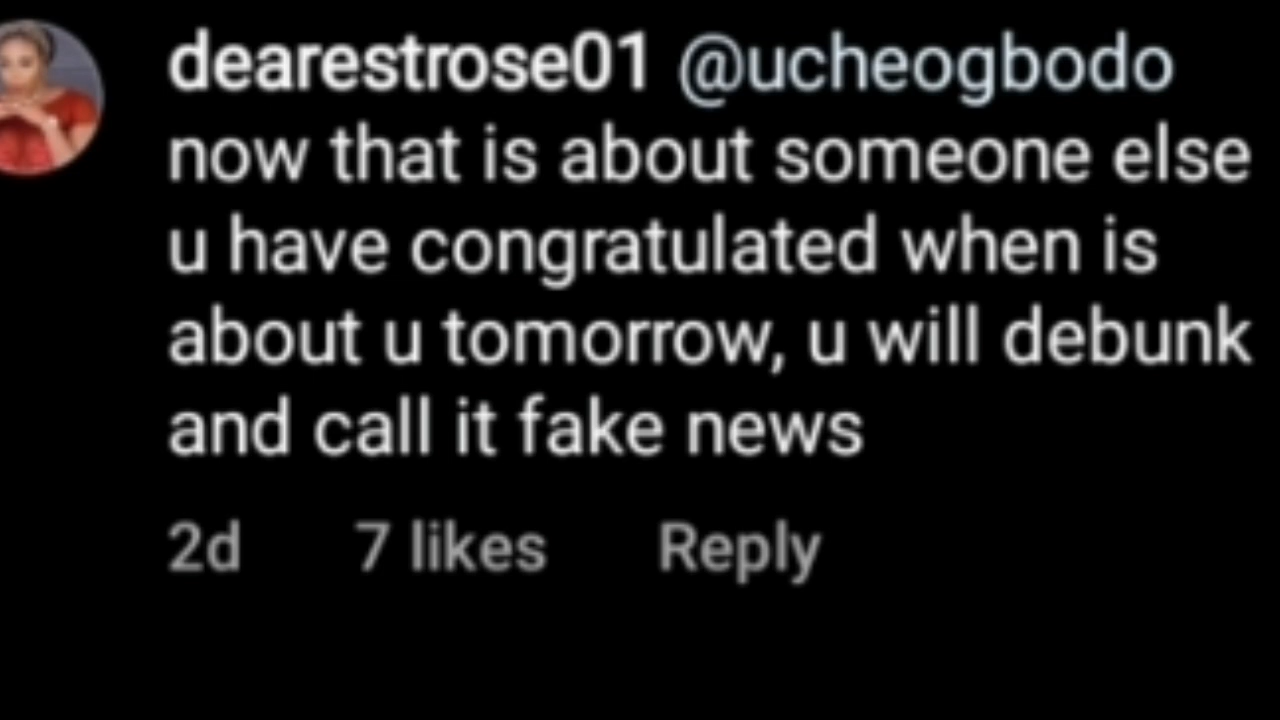 dearestrose01 @ucheogbodo
now that is about someone else
u have congratulated when is
about u tomorrow, u will debunk
and call it fake news
2d 7 likes Reply